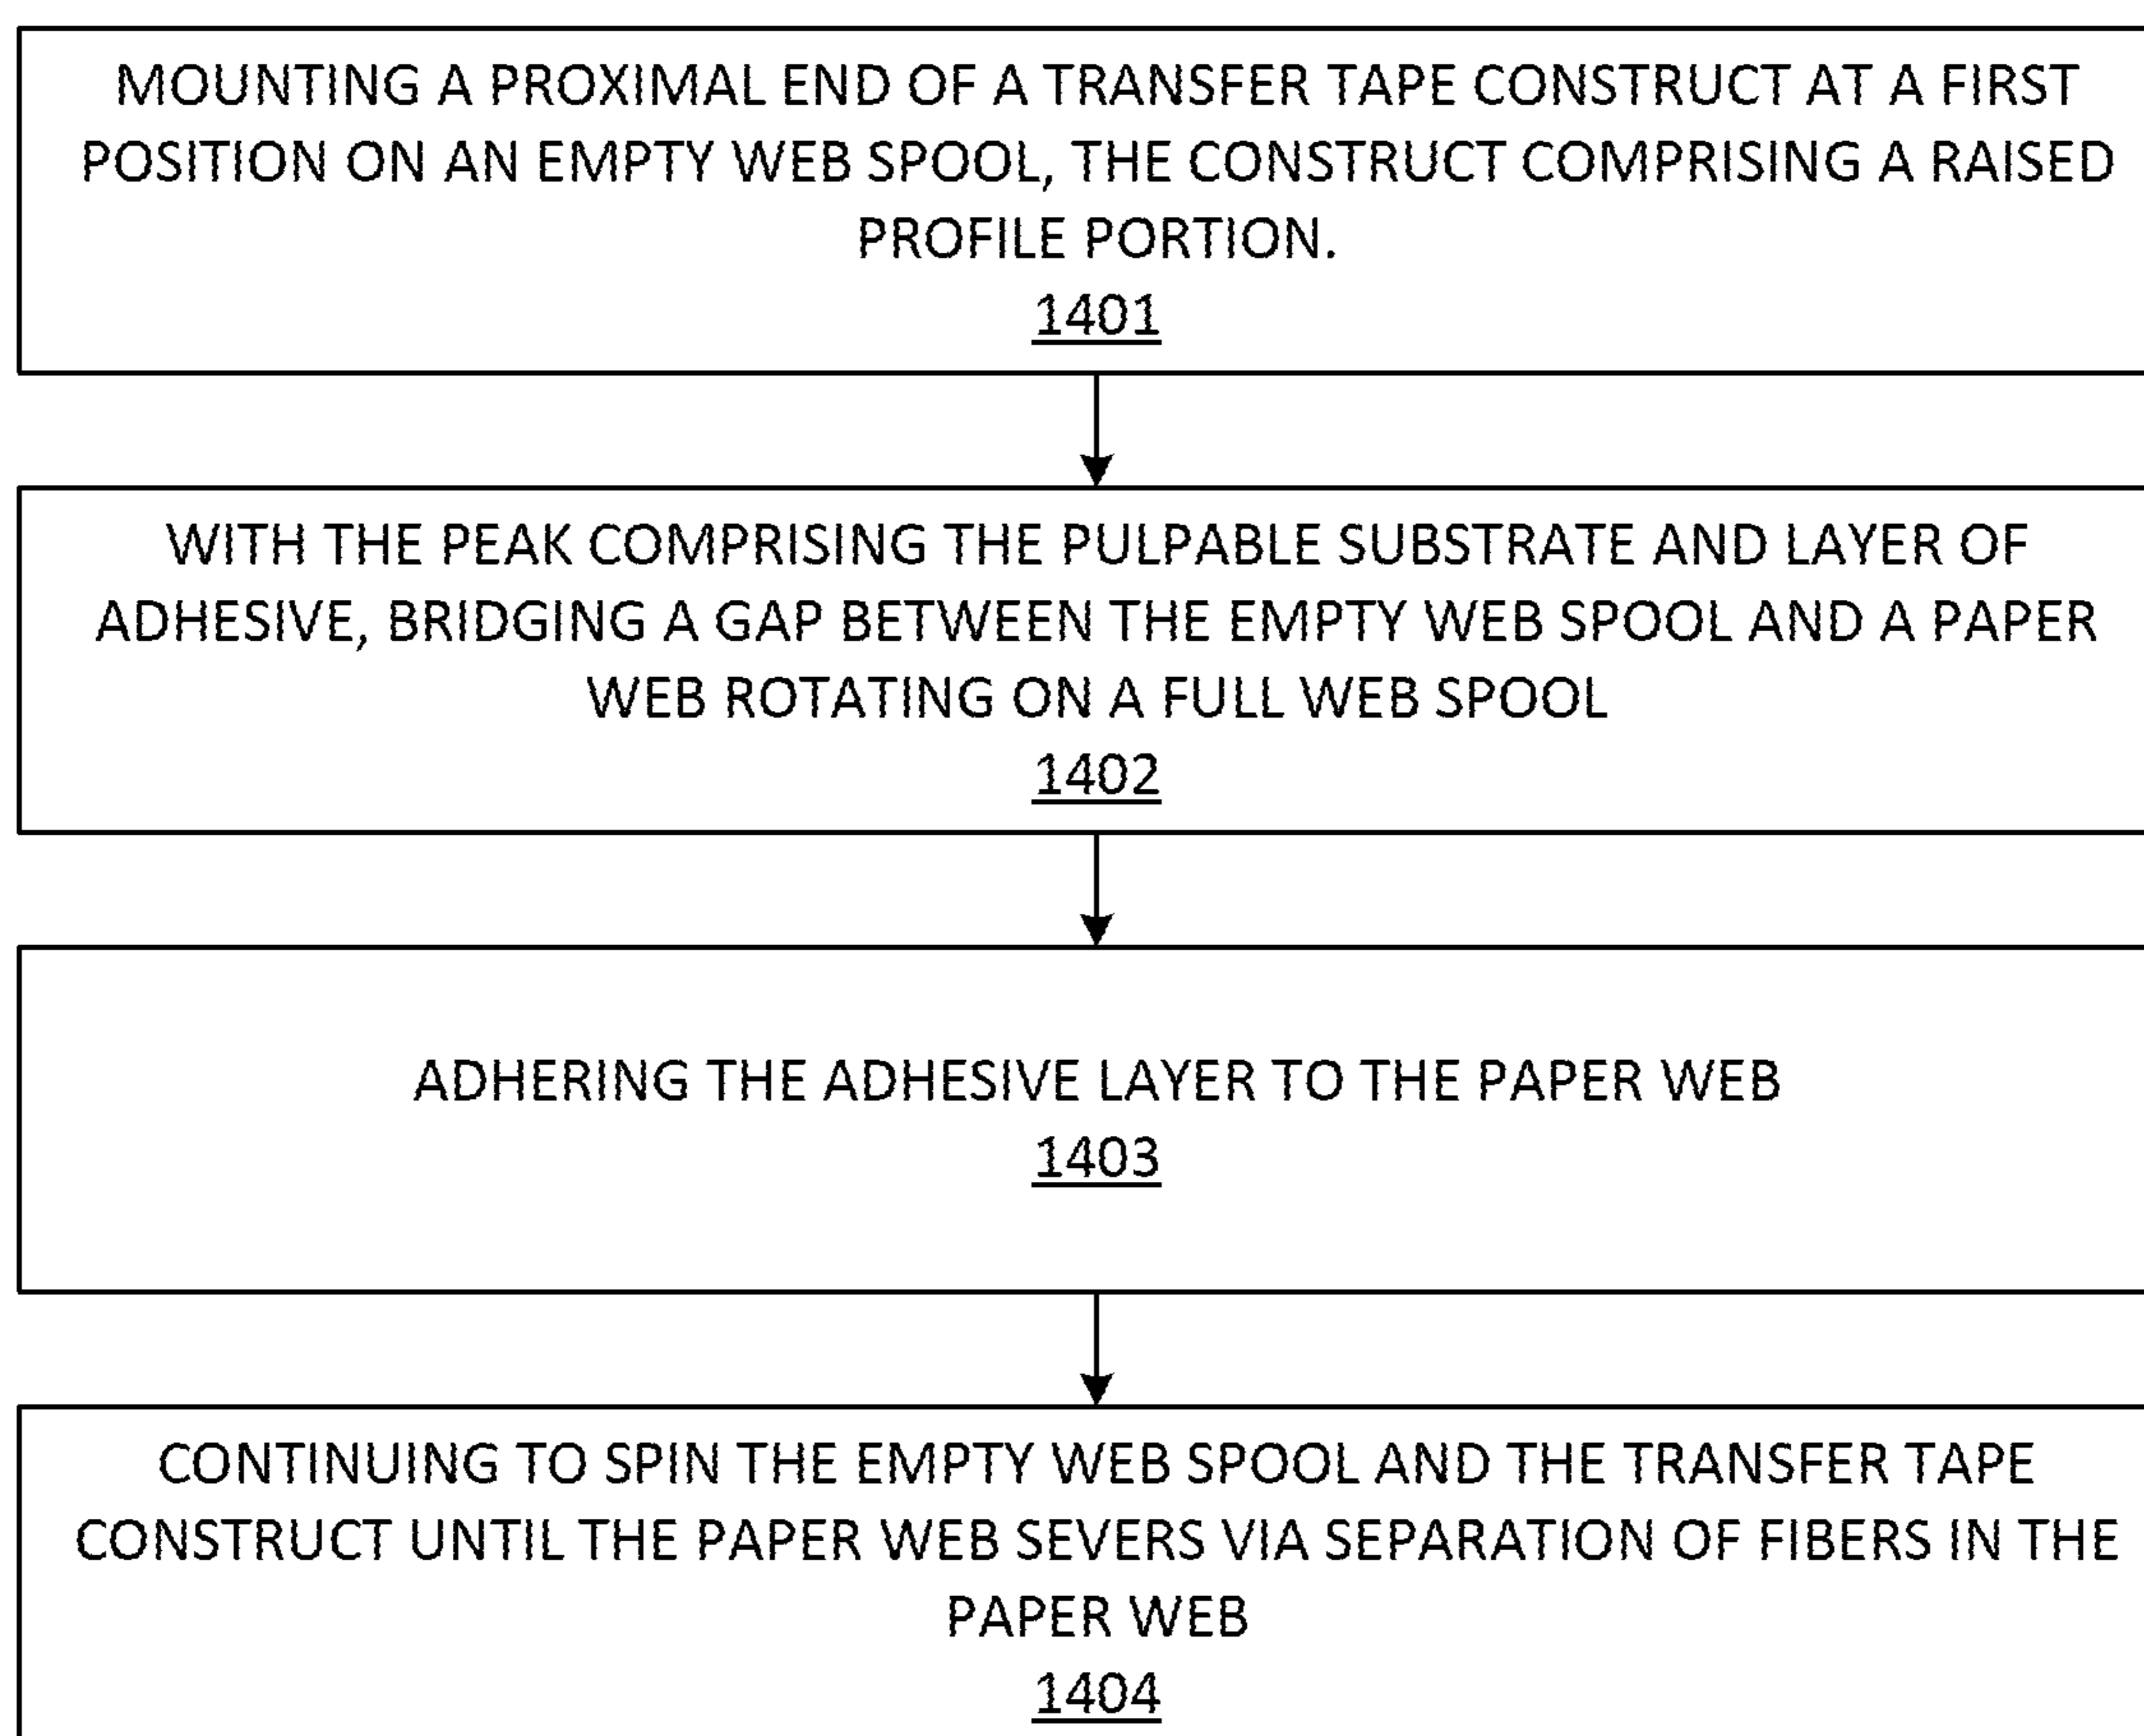 MOUNTING A PROXIMAL END OF A TRANSFER TAPE CONSTRUCT AT A FIRST
POSITION ON AN EMPTY WEB SPOOL, THE CONSTRUCT COMPRISING A RAISED
PROFILE PORTION.
1401
WITH THE PEAK COMPRISING THE PULPABLE SUBSTRATE AND LAYER OF
ADHESIVE, BRIDGING A GAP BETWEEN THE EMPTY WEB SPOOL AND A PAPER
WEB ROTATING ON A FULL WEB SPOOL
1402
ADHERING THE ADHESIVE LAYER TO THE PAPER WEB
1403
CONTINUING TO SPIN THE EMPTY WEB SPOOL AND THE TRANSFER TAPE
CONSTRUCT UNTIL THE PAPER WEB SEVERS VIA SEPARATION OF FIBERS IN THE
PAPER WEB
1404